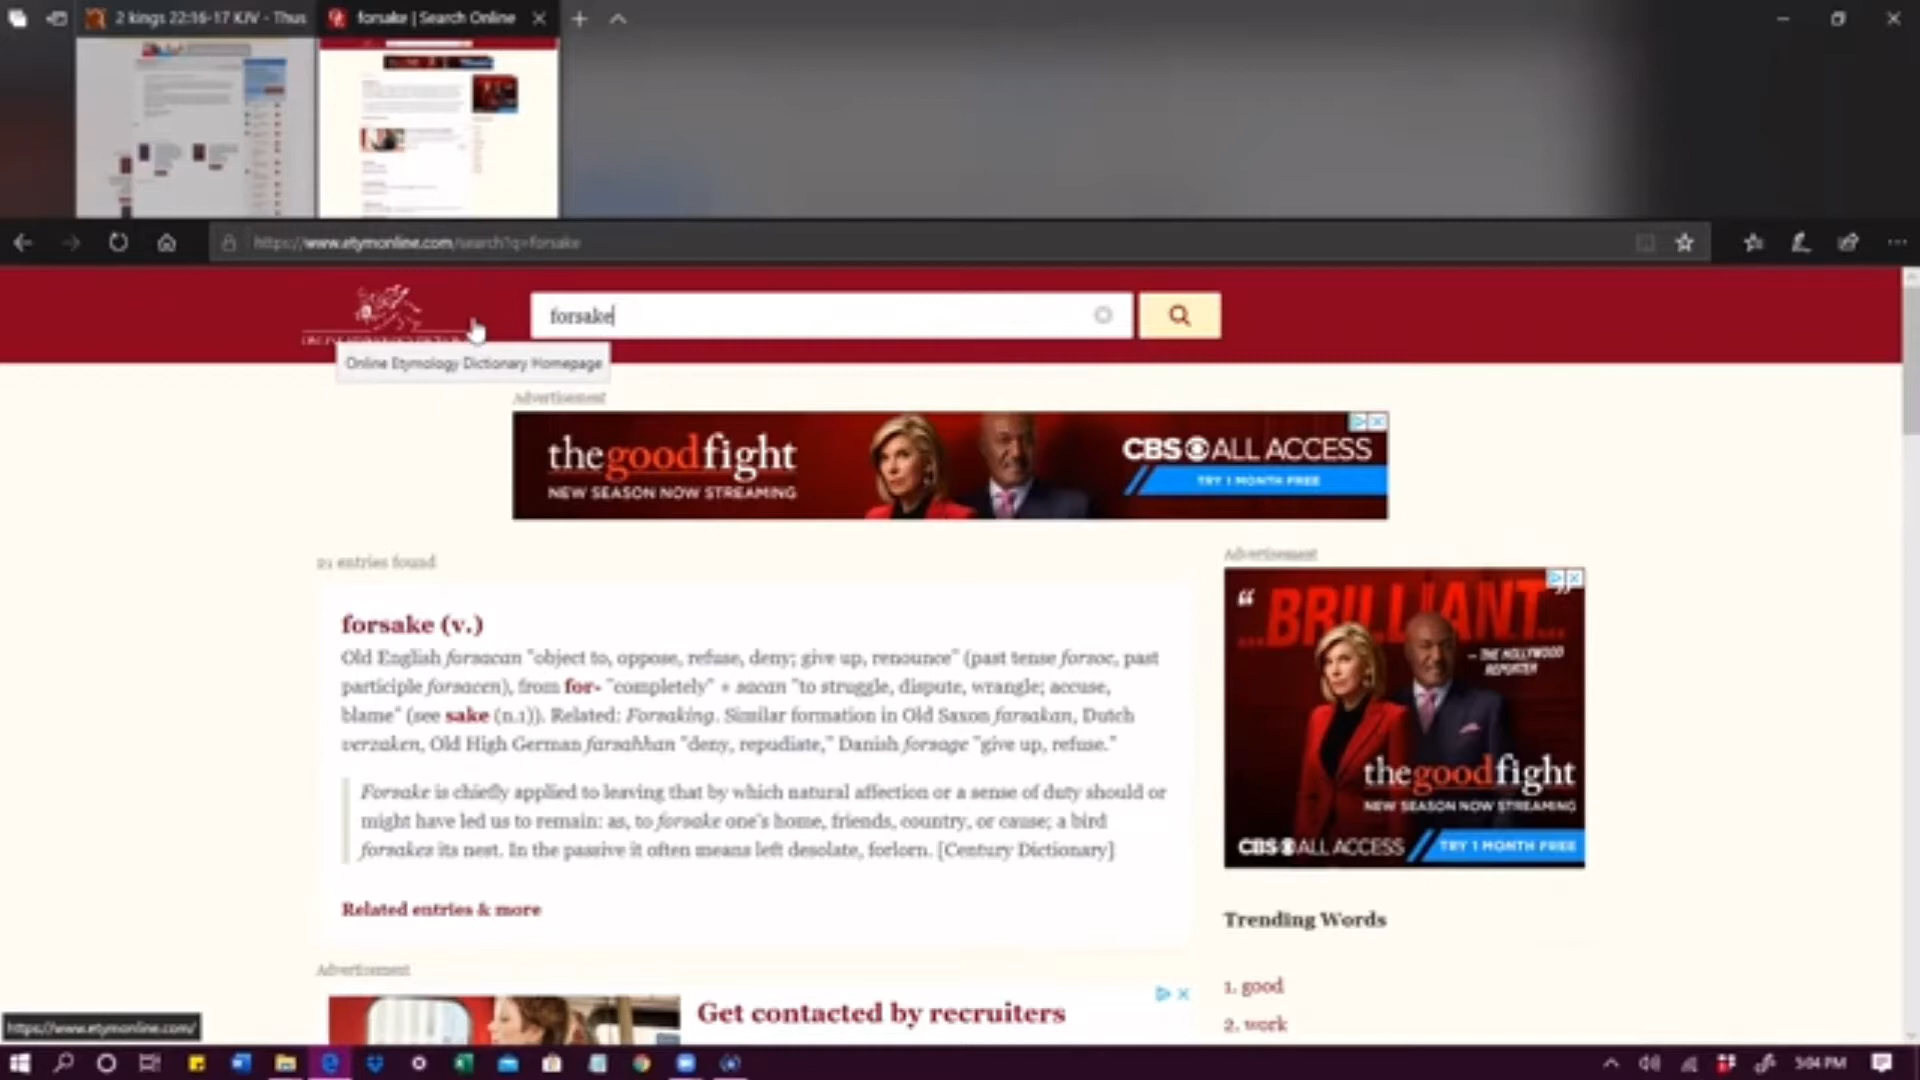 2 kings 22:16-17 KJV - Thus
forsake | Search Online
https://www.etymonline.com/search?q=forsake
forsake
Online Etymology Dictionary Homepage
Advertisement
thegoodfight
NEW SEASON NOW STREAMING
CBS ALL ACCESS
TRY 1 MONTH FREE
21 entries found
forsake (v.)
Old English forsacan "object to, oppose, refuse, deny; give up, renounce" (past tense forsoc, past
participle forsacen), from for- "completely" + sacan "to struggle, dispute, wrangle; accuse,
blame" (see sake (n.1)). Related: Forsaking. Similar formation in Old Saxon farsakan, Dutch
verzaken, Old High German farsahhan "deny, repudiate," Danish forsage "give up, refuse."
Forsake is chiefly applied to leaving that by which natural affection or a sense of duty should or
might have led us to remain: as, to forsake one's home, friends, country, or cause; a bird
forsakes its nest. In the passive it often means left desolate, forlorn. [Century Dictionary]
Related entries & more
Advertisement
Get contacted by recruiters
Advertisement
"...BRILLIANT..."
— THE HOLLYWOOD
REPORTER
thegoodfight
NEW SEASON NOW STREAMING
CBS ALL ACCESS
TRY 1 MONTH FREE
Trending Words
1. good
2. work
https://www.etymonline.com/
5:04 PM